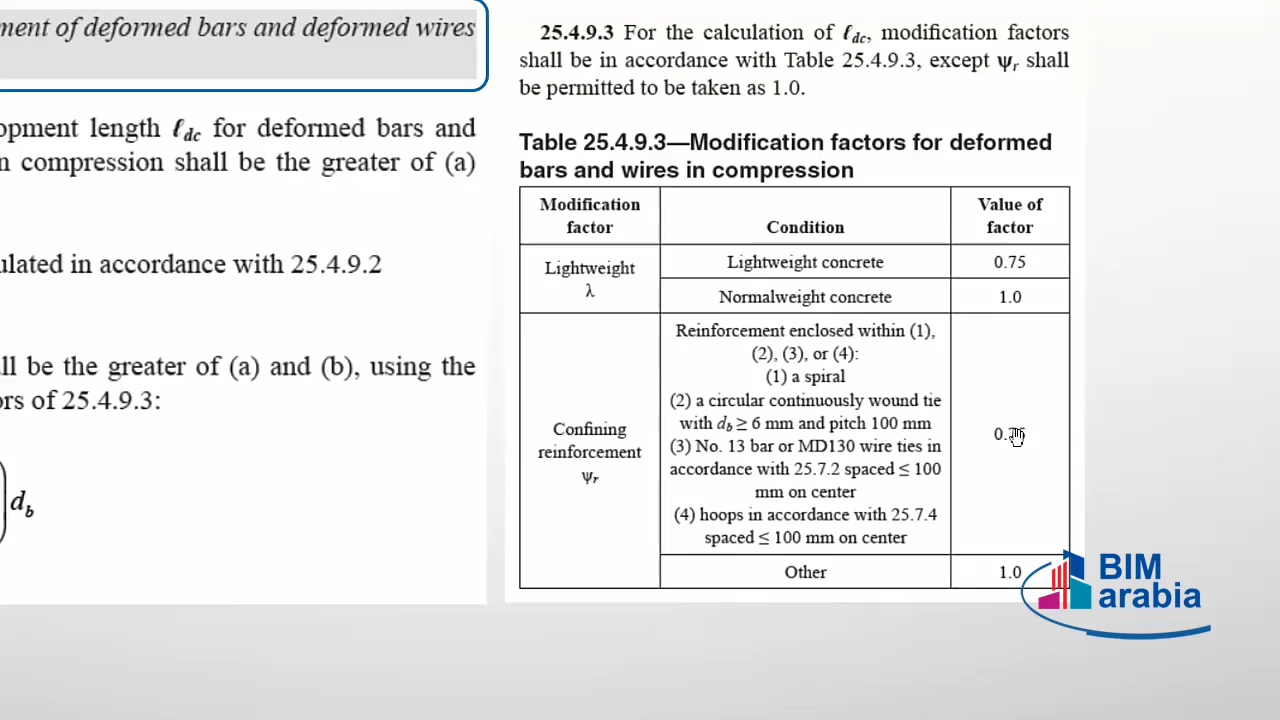 ment of deformed bars and deformed wires
opment length ℓdc for deformed bars and
n compression shall be the greater of (a)
ulated in accordance with 25.4.9.2
ll be the greater of (a) and (b), using the
ors of 25.4.9.3:
) db
25.4.9.3 For the calculation of ℓdc, modification factors
shall be in accordance with Table 25.4.9.3, except ψr shall
be permitted to be taken as 1.0.
Table 25.4.9.3—Modification factors for deformed
bars and wires in compression
Modification
factor
Condition
Value of
factor
Lightweight
λ
Lightweight concrete
0.75
Normalweight concrete
1.0
Confining
reinforcement
ψr
Reinforcement enclosed within (1),
(2), (3), or (4):
(1) a spiral
(2) a circular continuously wound tie
with db ≥ 6 mm and pitch 100 mm
(3) No. 13 bar or MD130 wire ties in
accordance with 25.7.2 spaced ≤ 100
mm on center
(4) hoops in accordance with 25.7.4
spaced ≤ 100 mm on center
Other
1.0
BIM
arabia